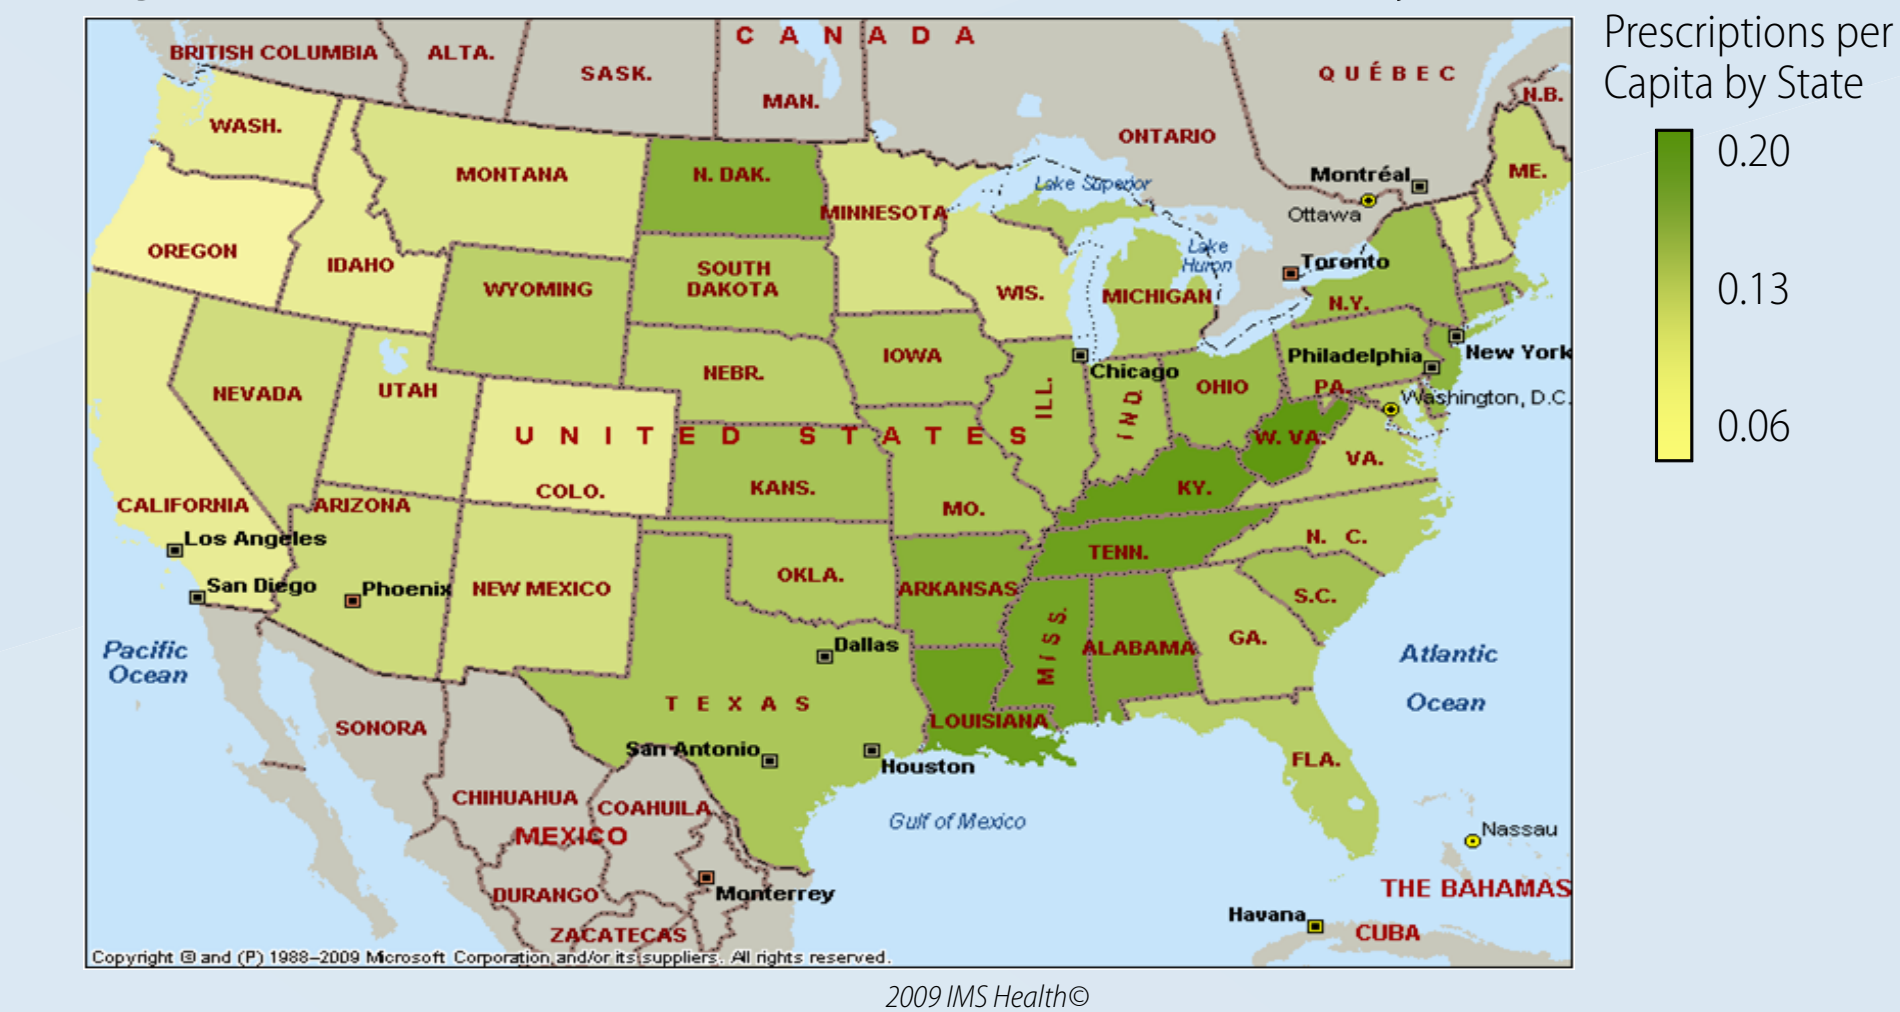 Prescriptions per
Capita by State
0.20
0.13
0.06
C A N A D A
BRITISH COLUMBIA
ALTA.
SASK.
MAN.
ONTARIO
QUÉBEC
N.B.
WASH.
MONTANA
N. DAK.
MINNESOTA
Lake Superior
Montréal
Ottawa
ME.
OREGON
IDAHO
WYOMING
SOUTH
DAKOTA
WIS.
MICHIGAN
Lake
Huron
Toronto
N.Y.
NEVADA
UTAH
NEBR.
IOWA
Chicago
ILL.
IND.
OHIO
Philadelphia
PA.
New York
Washington, D.C.
UNITED STATES
CALIFORNIA
ARIZONA
COLO.
KANS.
MO.
KY.
W. VA.
VA.
Los Angeles
San Diego
Phoenix
NEW MEXICO
OKLA.
ARKANSAS
TENN.
N. C.
S.C.
MISS.
ALABAMA
GA.
Pacific
Ocean
Dallas
TEXAS
LOUISIANA
San Antonio
Houston
FLA.
Atlantic
Ocean
SONORA
CHIHUAHUA
COAHUILA
MEXICO
Gulf of Mexico
Nassau
DURANGO
Monterrey
THE BAHAMAS
ZACATECAS
Havana
CUBA
Copyright © and (P) 1988–2009 Microsoft Corporation and/or its suppliers. All rights reserved.
2009 IMS Health©